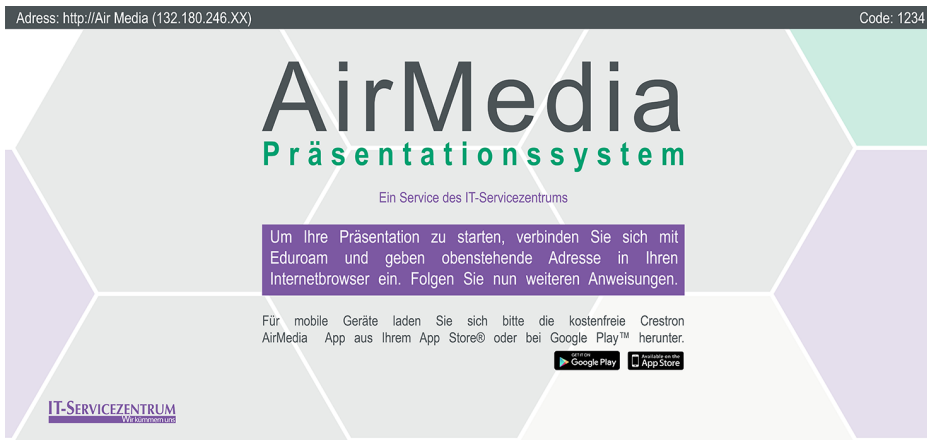 Adress: http://Air Media (132.180.246.XX)
Code: 1234
AirMedia
Präsentationssystem
Ein Service des IT-Servicezentrums
Um Ihre Präsentation zu starten, verbinden Sie sich mit
Eduroam und geben obenstehende Adresse in Ihren
Internetbrowser ein. Folgen Sie nun weiteren Anweisungen.
Für mobile Geräte laden Sie sich bitte die kostenfreie Crestron
AirMedia App aus Ihrem App Store® oder bei Google Play™ herunter.
GET IT ON
Google Play
Available on the
App Store
IT-Servicezentrum
Wir kümmern uns